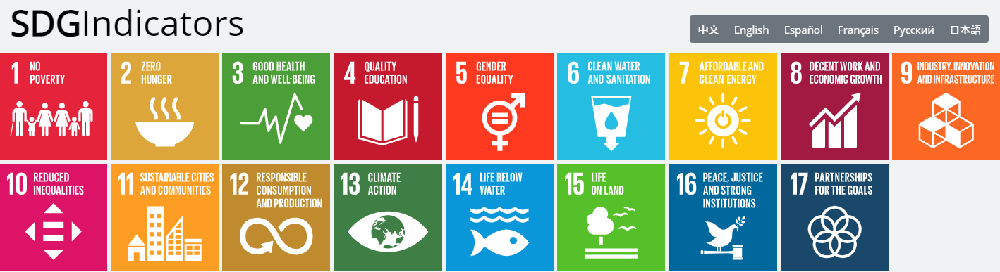 SDGIndicators
中文 English Español Français Русский 日本語
1 NO
POVERTY
2 ZERO
HUNGER
3 GOOD HEALTH
AND WELL-BEING
4 QUALITY
EDUCATION
5 GENDER
EQUALITY
6 CLEAN WATER
AND SANITATION
7 AFFORDABLE AND
CLEAN ENERGY
8 DECENT WORK AND
ECONOMIC GROWTH
9 INDUSTRY, INNOVATION
AND INFRASTRUCTURE
10 REDUCED
INEQUALITIES
11 SUSTAINABLE CITIES
AND COMMUNITIES
12 RESPONSIBLE
CONSUMPTION
AND PRODUCTION
13 CLIMATE
ACTION
14 LIFE BELOW
WATER
15 LIFE
ON LAND
16 PEACE, JUSTICE
AND STRONG
INSTITUTIONS
17 PARTNERSHIPS
FOR THE GOALS